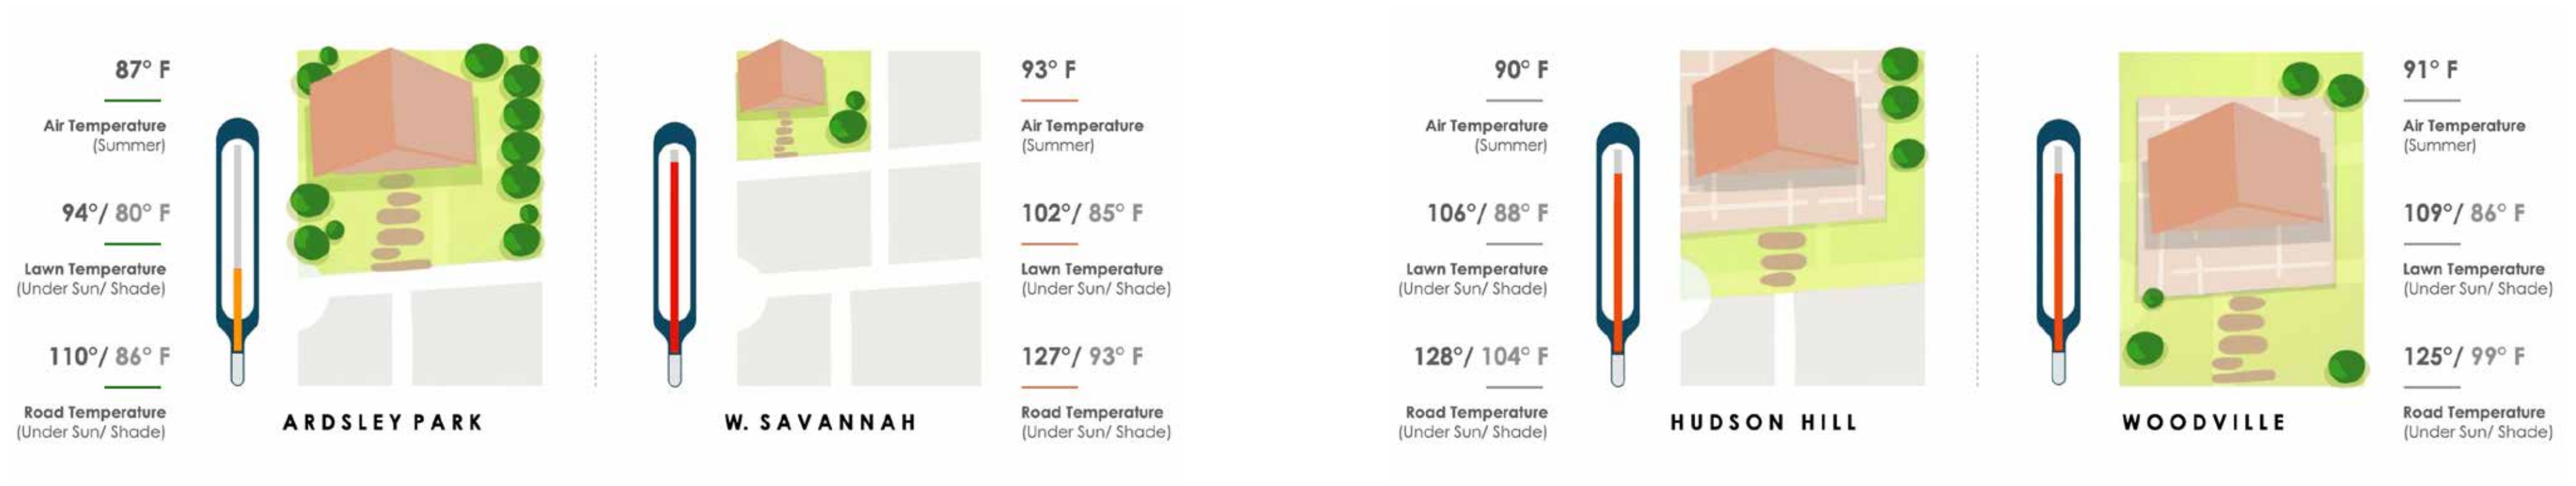 87° F
Air Temperature
(Summer)
94°/ 80° F
Lawn Temperature
(Under Sun/ Shade)
110°/ 86° F
Road Temperature
(Under Sun/ Shade)
ARDSLEY PARK
W. SAVANNAH
93° F
Air Temperature
(Summer)
102°/ 85° F
Lawn Temperature
(Under Sun/ Shade)
127°/ 93° F
Road Temperature
(Under Sun/ Shade)
90° F
Air Temperature
(Summer)
106°/ 88° F
Lawn Temperature
(Under Sun/ Shade)
128°/ 104° F
Road Temperature
(Under Sun/ Shade)
HUDSON HILL
WOODVILLE
91° F
Air Temperature
(Summer)
109°/ 86° F
Lawn Temperature
(Under Sun/ Shade)
125°/ 99° F
Road Temperature
(Under Sun/ Shade)